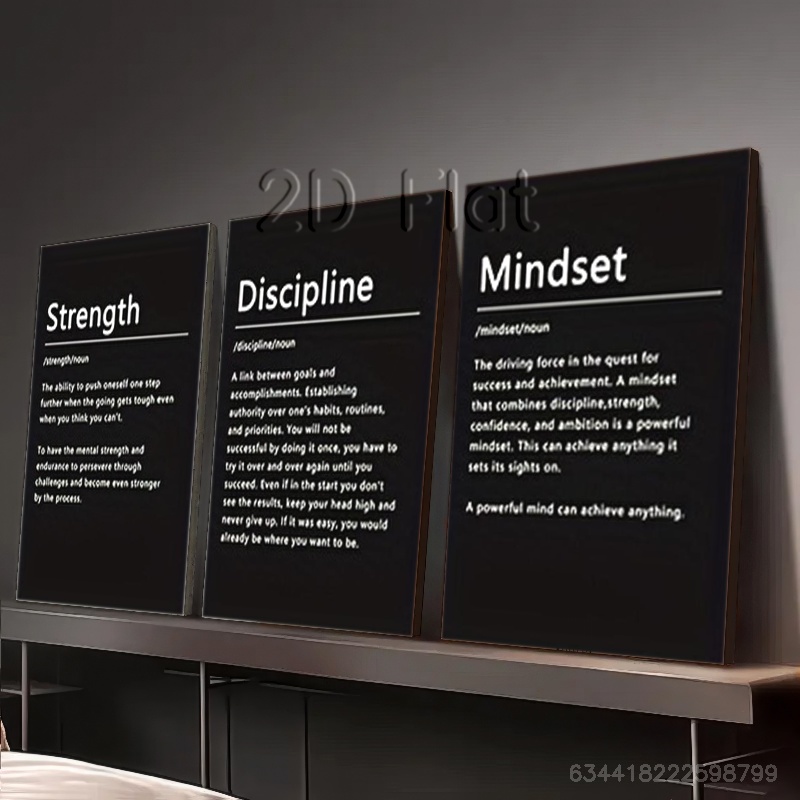 2D Flat
Strength
/strength/noun
The ability to push oneself one step
further when the going gets tough even
when you think you can't.
To have the mental strength and
endurance to persevere through
challenges and become even stronger
by the process.
Discipline
/discipline/noun
A link between goals and
accomplishments. Establishing
authority over one's habits, routines,
and priorities. You will not be
successful by doing it once, you have to
try it over and over again until you
succeed. Even if in the start you don't
see the results, keep your head high and
never give up. If it was easy, you would
already be where you want to be.
Mindset
/mindset/noun
The driving force in the quest for
success and achievement. A mindset
that combines discipline,strength,
confidence, and ambition is a powerful
mindset. This can achieve anything it
sets its sights on.
A powerful mind can achieve anything.
634418222598799